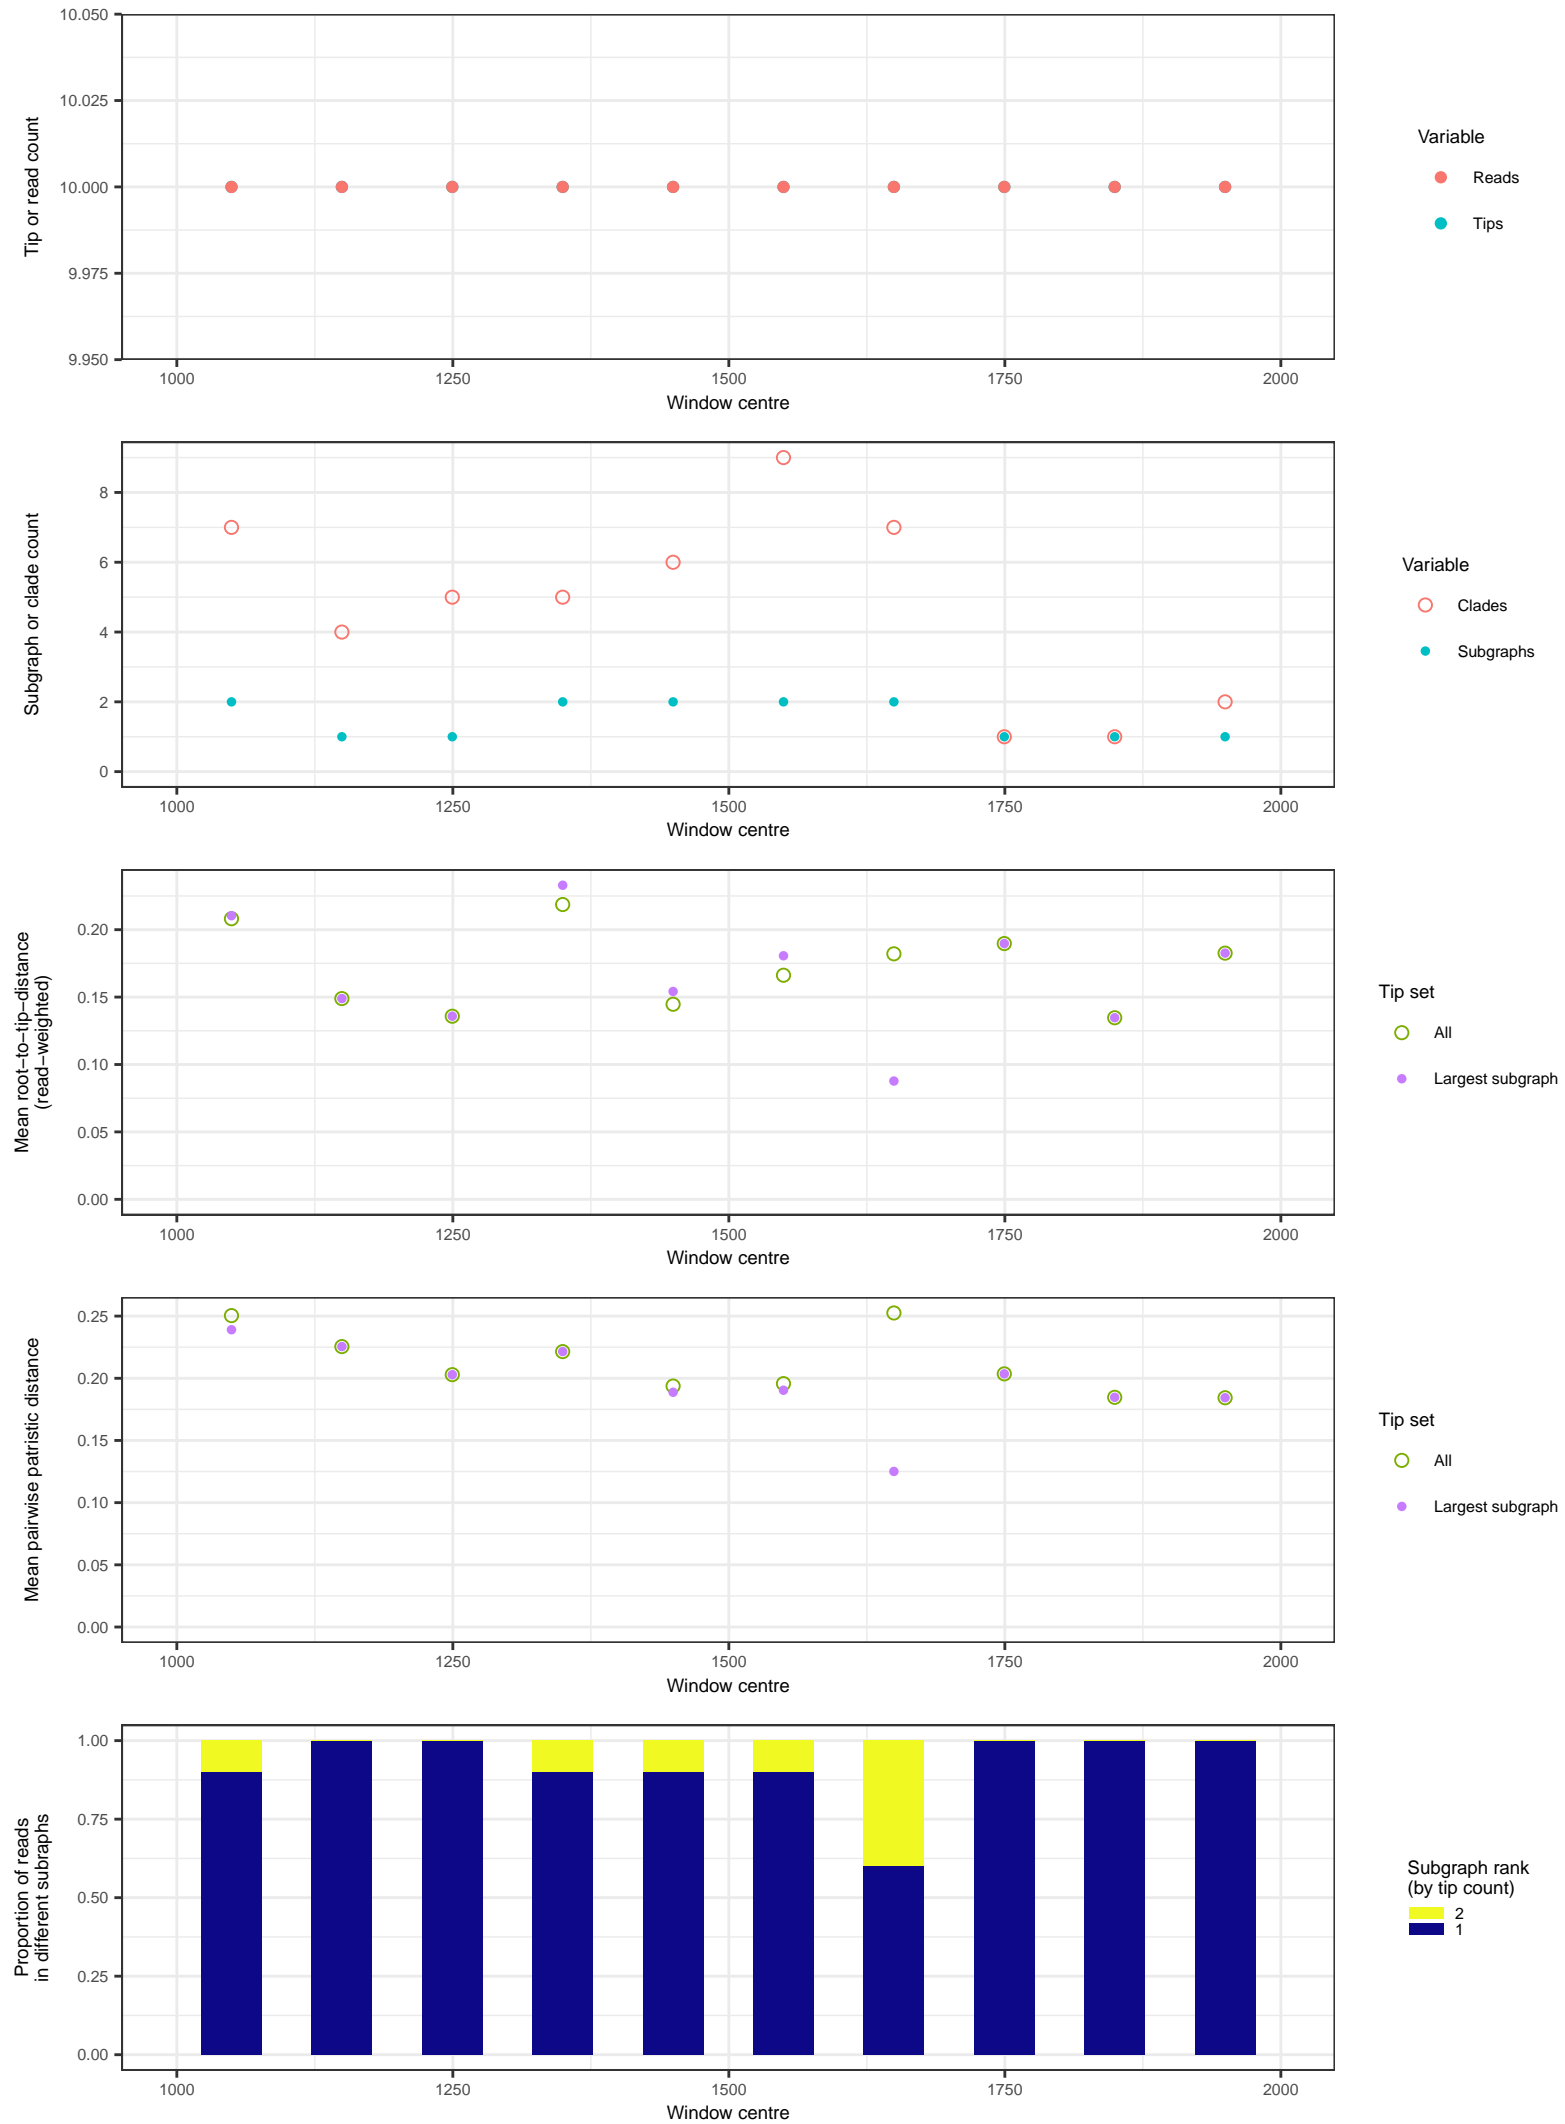 10.050
10.025
10.000
9.975
9.950
Tip or read count
1000 1250 1500 1750 2000
Window centre
Variable
Reads
Tips
8
6
4
2
0
Subgraph or clade count
1000 1250 1500 1750 2000
Window centre
Variable
Clades
Subgraphs
0.20
0.15
0.10
0.05
0.00
Mean root−to−tip−distance
(read−weighted)
1000 1250 1500 1750 2000
Window centre
Tip set
All
Largest subgraph
0.25
0.20
0.15
0.10
0.05
0.00
Mean pairwise patristic distance
1000 1250 1500 1750 2000
Window centre
Tip set
All
Largest subgraph
1.00
0.75
0.50
0.25
0.00
Proportion of reads
in different subraphs
1000 1250 1500 1750 2000
Window centre
Subgraph rank
(by tip count)
2
1